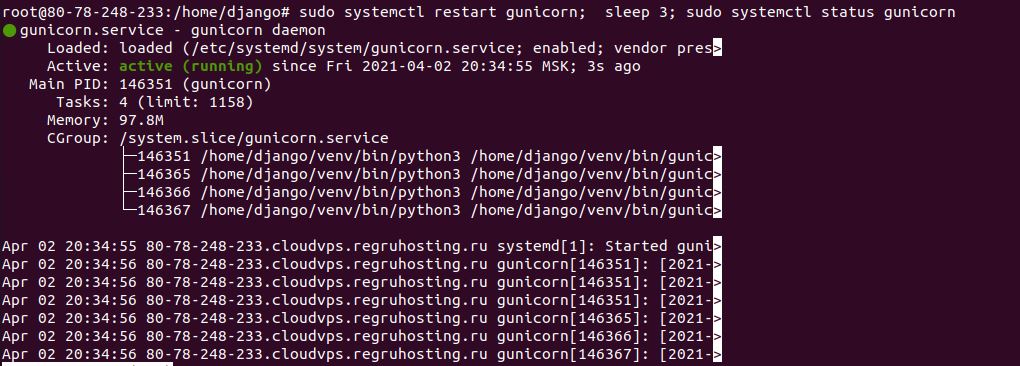 root@80-78-248-233:/home/django# sudo systemctl restart gunicorn;  sleep 3; sudo systemctl status gunicorn
● gunicorn.service - gunicorn daemon
     Loaded: loaded (/etc/systemd/system/gunicorn.service; enabled; vendor pres>
     Active: active (running) since Fri 2021-04-02 20:34:55 MSK; 3s ago
   Main PID: 146351 (gunicorn)
      Tasks: 4 (limit: 1158)
     Memory: 97.8M
     CGroup: /system.slice/gunicorn.service
             ├─146351 /home/django/venv/bin/python3 /home/django/venv/bin/gunic>
             ├─146365 /home/django/venv/bin/python3 /home/django/venv/bin/gunic>
             ├─146366 /home/django/venv/bin/python3 /home/django/venv/bin/gunic>
             └─146367 /home/django/venv/bin/python3 /home/django/venv/bin/gunic>
Apr 02 20:34:55 80-78-248-233.cloudvps.regruhosting.ru systemd[1]: Started guni>
Apr 02 20:34:56 80-78-248-233.cloudvps.regruhosting.ru gunicorn[146351]: [2021->
Apr 02 20:34:56 80-78-248-233.cloudvps.regruhosting.ru gunicorn[146351]: [2021->
Apr 02 20:34:56 80-78-248-233.cloudvps.regruhosting.ru gunicorn[146351]: [2021->
Apr 02 20:34:56 80-78-248-233.cloudvps.regruhosting.ru gunicorn[146365]: [2021->
Apr 02 20:34:56 80-78-248-233.cloudvps.regruhosting.ru gunicorn[146366]: [2021->
Apr 02 20:34:56 80-78-248-233.cloudvps.regruhosting.ru gunicorn[146367]: [2021->